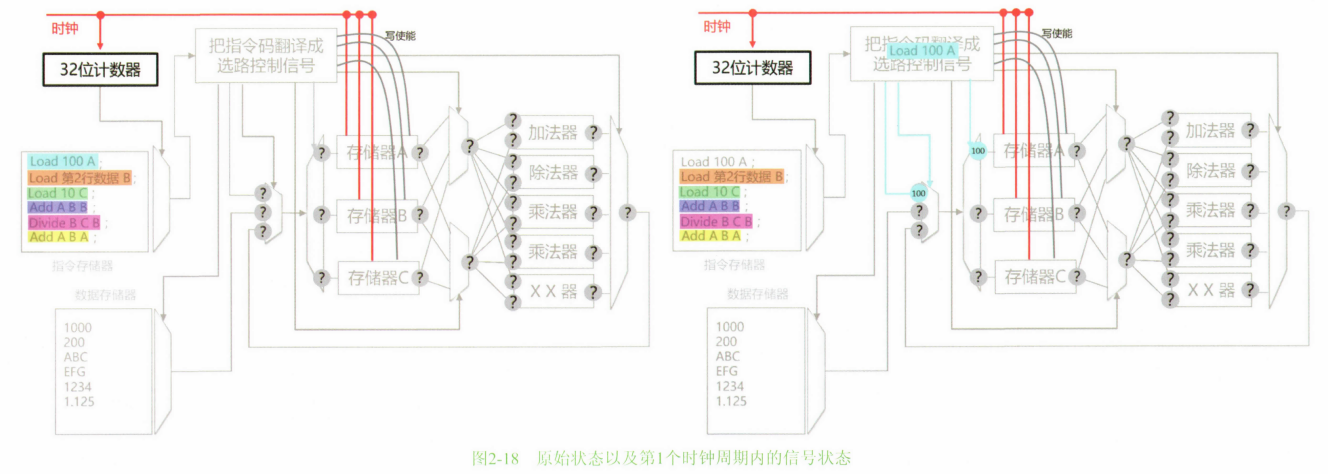 时钟
32位计数器
把指令码翻译成
选路控制信号
写使能
Load 100 A ;
Load 第2行数据 B ;
Load 10 C ;
Add A B B ;
Divide B C B ;
Add A B A ;
指令存储器
数据存储器
1000
200
ABC
EFG
1234
1.125
?
?
?
?
?
?
存储器A
?
存储器B
?
存储器C
?
?
?
?
?
加法器
?
?
?
除法器
?
?
乘法器
?
?
乘法器
?
?
X X 器
?
?
时钟
32位计数器
把指令码翻译成
Load 100 A
选路控制信号
写使能
Load 100 A ;
Load 第2行数据 B ;
Load 10 C ;
Add A B B ;
Divide B C B ;
Add A B A ;
指令存储器
数据存储器
1000
200
ABC
EFG
1234
1.125
100
?
?
100
?
?
存储器A
?
存储器B
?
存储器C
?
?
?
?
?
加法器
?
?
?
除法器
?
?
乘法器
?
?
乘法器
?
?
X X 器
?
?
图2-18 原始状态以及第1个时钟周期内的信号状态